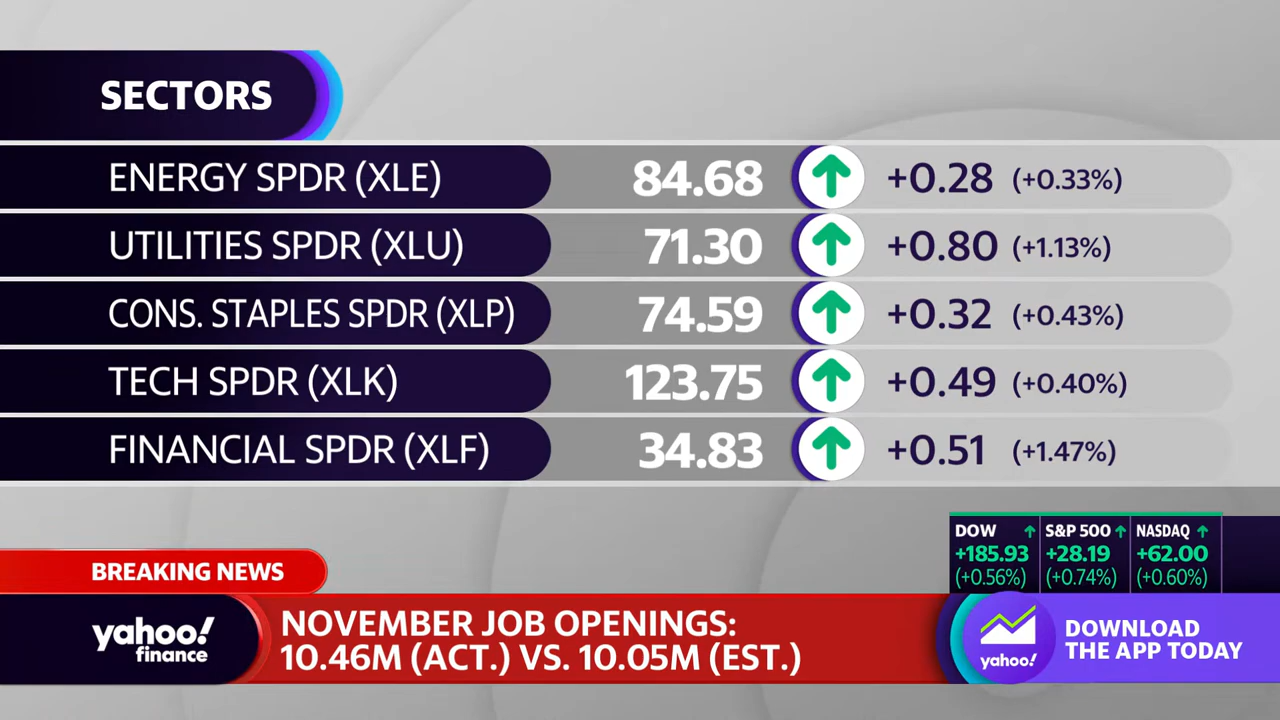 SECTORS
ENERGY SPDR (XLE) 84.68 +0.28 (+0.33%)
UTILITIES SPDR (XLU) 71.30 +0.80 (+1.13%)
CONS. STAPLES SPDR (XLP) 74.59 +0.32 (+0.43%)
TECH SPDR (XLK) 123.75 +0.49 (+0.40%)
FINANCIAL SPDR (XLF) 34.83 +0.51 (+1.47%)
DOW S&P 500 NASDAQ
+185.93 +28.19 +62.00
(+0.56%) (+0.74%) (+0.60%)
BREAKING NEWS
yahoo!
finance
NOVEMBER JOB OPENINGS:
10.46M (ACT.) VS. 10.05M (EST.)
yahoo!
DOWNLOAD
THE APP TODAY